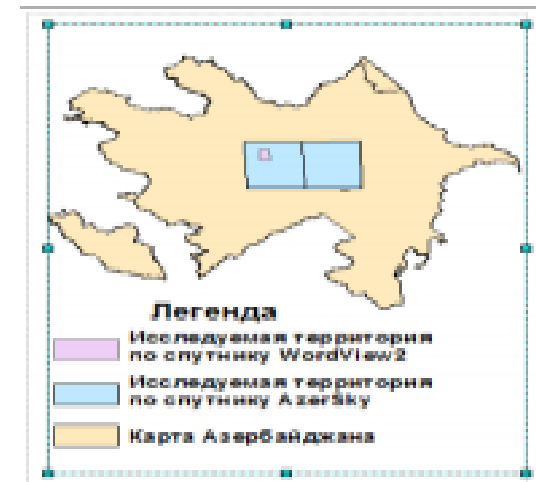 Легенда
Исследуемая территория
по спутнику WordView2
Исследуемая территория
по спутнику AzerSky
Карта Азербайджана